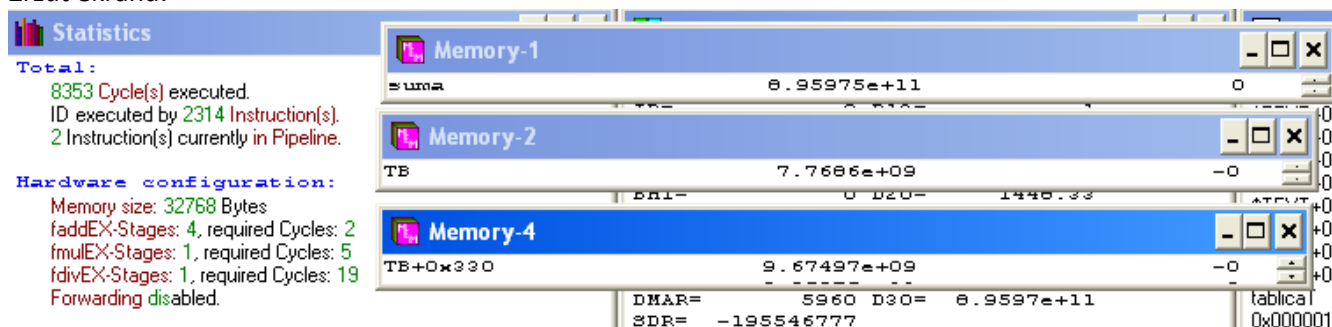 Statistics
Total:
8353 Cycle(s) executed.
ID executed by 2314 Instruction(s).
2 Instruction(s) currently in Pipeline.
Hardware configuration:
Memory size: 32768 Bytes
faddEX-Stages: 4, required Cycles: 2
fmulEX-Stages: 1, required Cycles: 5
fdivEX-Stages: 1, required Cycles: 19
Forwarding disabled.
Memory-1
suma 8.95975e+11 0
Memory-2
TB 7.7686e+09 -0
Memory-4
TB+0x330 9.67497e+09 -0
DMAR= 5960 D30= 8.9597e+11
SDR= -195546777
tablicaT
0x000001